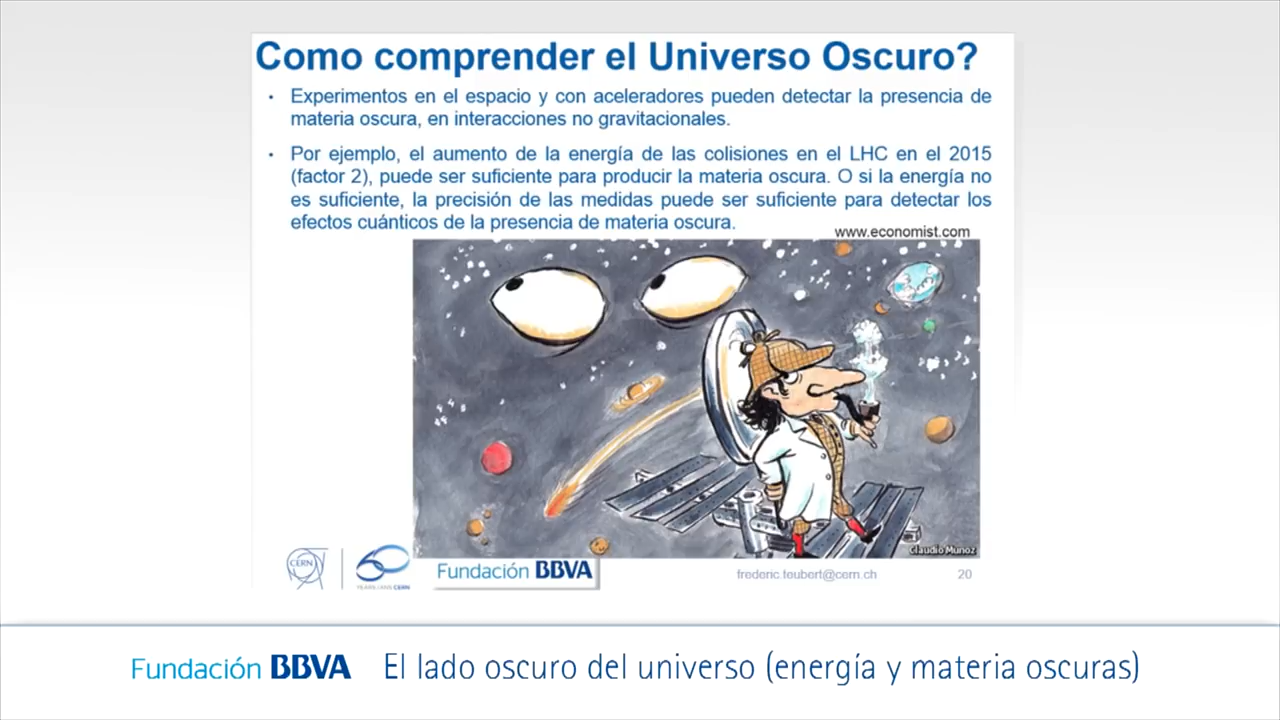 Como comprender el Universo Oscuro?
• Experimentos en el espacio y con aceleradores pueden detectar la presencia de
materia oscura, en interacciones no gravitacionales.
• Por ejemplo, el aumento de la energía de las colisiones en el LHC en el 2015
(factor 2), puede ser suficiente para producir la materia oscura. O si la energía no
es suficiente, la precisión de las medidas puede ser suficiente para detectar los
efectos cuánticos de la presencia de materia oscura.
www.economist.com
Claudio Munoz
CERN
60
YEARS/ANS CERN
Fundación BBVA
frederic.teubert@cern.ch
20
Fundación BBVA
El lado oscuro del universo (energía y materia oscuras)